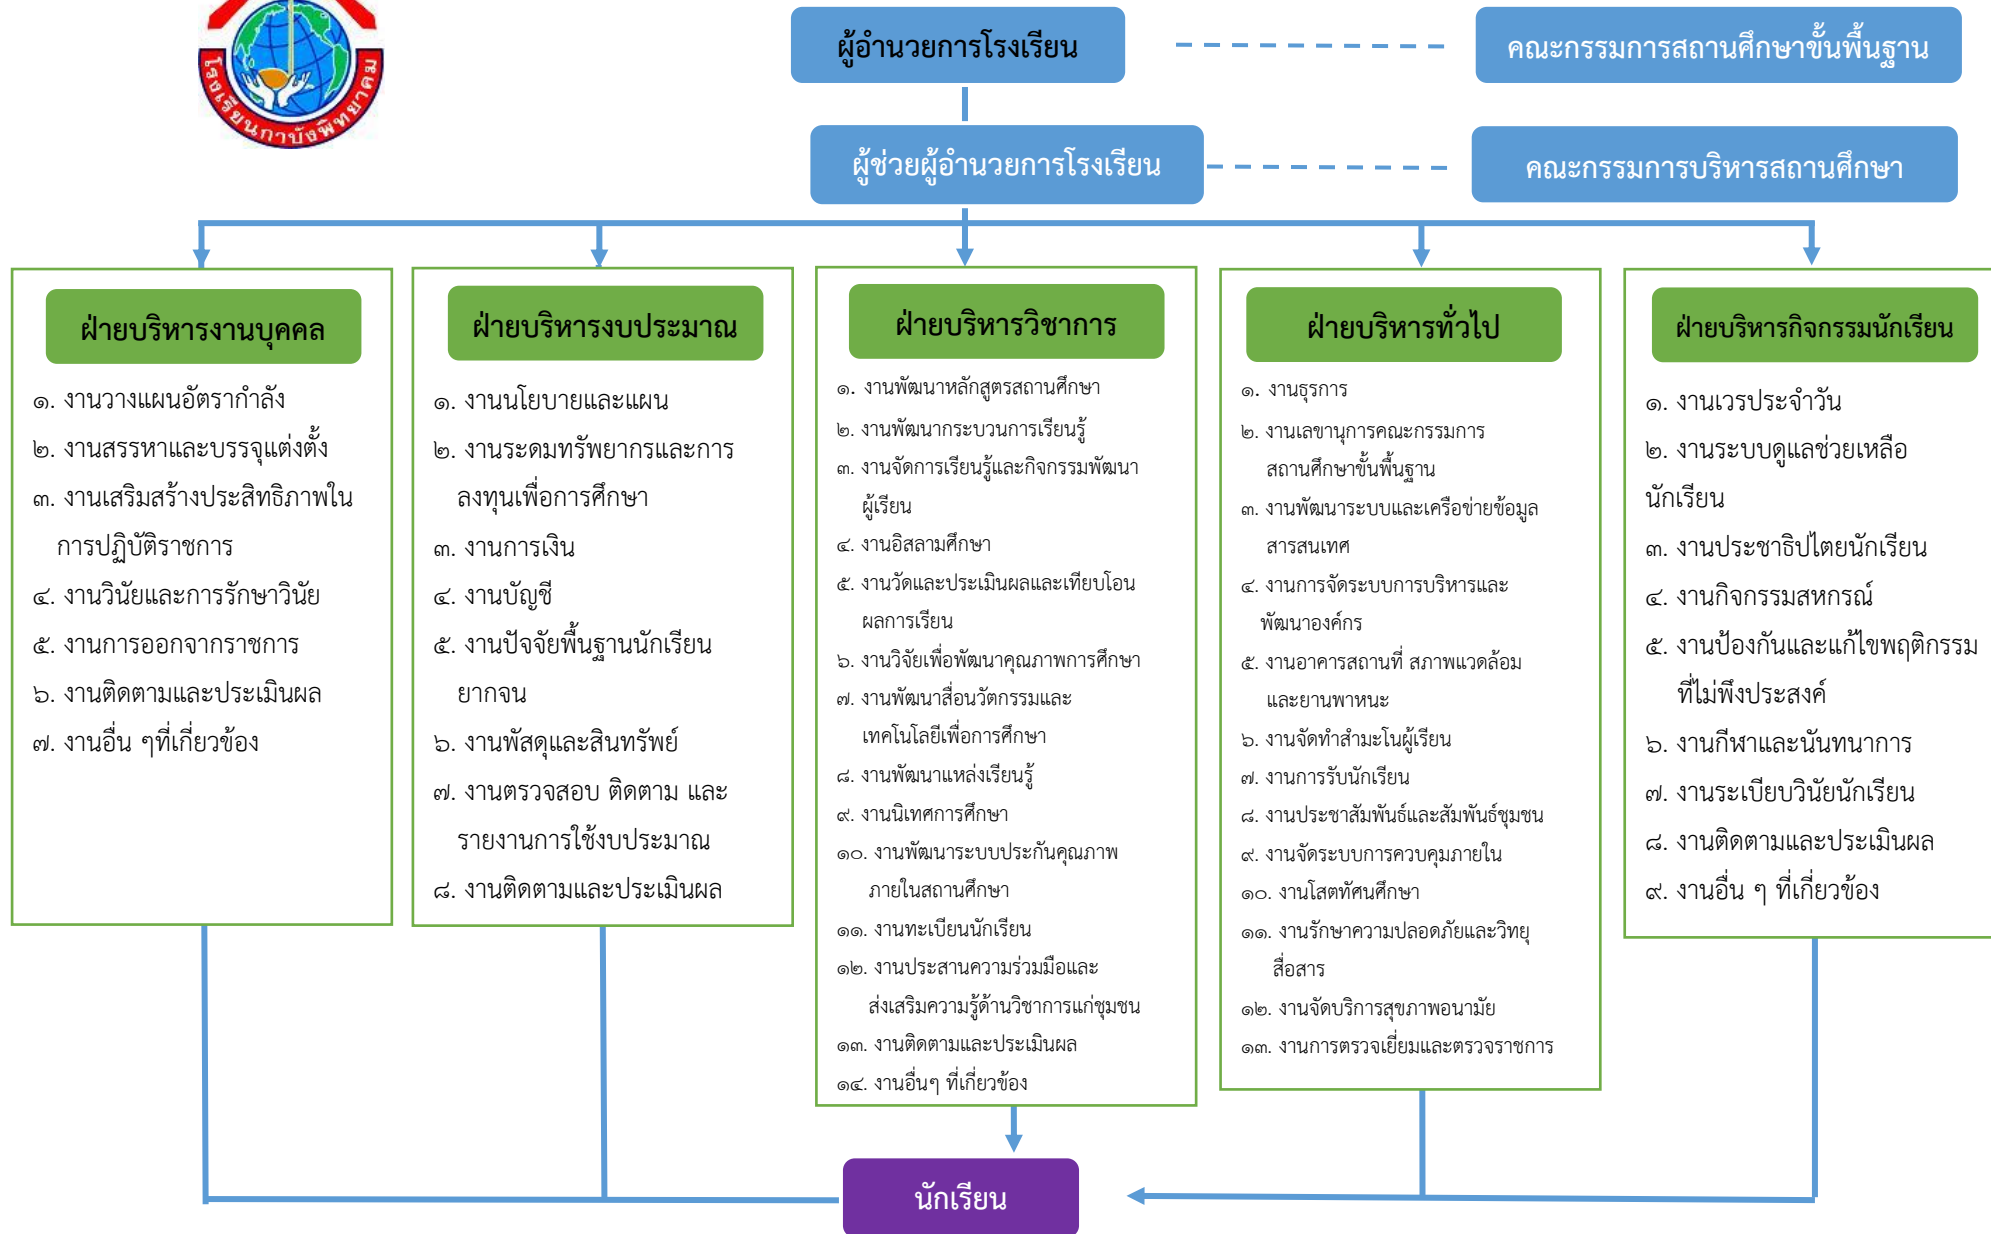 โรงเรียนกาบังพิทยาคม
ผู้อำนวยการโรงเรียน
คณะกรรมการสถานศึกษาขั้นพื้นฐาน
ผู้ช่วยผู้อำนวยการโรงเรียน
คณะกรรมการบริหารสถานศึกษา
ฝ่ายบริหารงานบุคคล
๑. งานวางแผนอัตรากำลัง
๒. งานสรรหาและบรรจุแต่งตั้ง
๓. งานเสริมสร้างประสิทธิภาพใน
การปฏิบัติราชการ
๔. งานวินัยและการรักษาวินัย
๕. งานการออกจากราชการ
๖. งานติดตามและประเมินผล
๗. งานอื่น ๆที่เกี่ยวข้อง
ฝ่ายบริหารงบประมาณ
๑. งานนโยบายและแผน
๒. งานระดมทรัพยากรและการ
ลงทุนเพื่อการศึกษา
๓. งานการเงิน
๔. งานบัญชี
๕. งานปัจจัยพื้นฐานนักเรียน
ยากจน
๖. งานพัสดุและสินทรัพย์
๗. งานตรวจสอบ ติดตาม และ
รายงานการใช้งบประมาณ
๘. งานติดตามและประเมินผล
ฝ่ายบริหารวิชาการ
๑. งานพัฒนาหลักสูตรสถานศึกษา
๒. งานพัฒนากระบวนการเรียนรู้
๓. งานจัดการเรียนรู้และกิจกรรมพัฒนา
ผู้เรียน
๔. งานอิสลามศึกษา
๕. งานวัดและประเมินผลและเทียบโอน
ผลการเรียน
๖. งานวิจัยเพื่อพัฒนาคุณภาพการศึกษา
๗. งานพัฒนาสื่อนวัตกรรมและ
เทคโนโลยีเพื่อการศึกษา
๘. งานพัฒนาแหล่งเรียนรู้
๙. งานนิเทศการศึกษา
๑๐. งานพัฒนาระบบประกันคุณภาพ
ภายในสถานศึกษา
๑๑. งานทะเบียนนักเรียน
๑๒. งานประสานความร่วมมือและ
ส่งเสริมความรู้ด้านวิชาการแก่ชุมชน
๑๓. งานติดตามและประเมินผล
๑๔. งานอื่นๆ ที่เกี่ยวข้อง
ฝ่ายบริหารทั่วไป
๑. งานธุรการ
๒. งานเลขานุการคณะกรรมการ
สถานศึกษาขั้นพื้นฐาน
๓. งานพัฒนาระบบและเครือข่ายข้อมูล
สารสนเทศ
๔. งานการจัดระบบการบริหารและ
พัฒนาองค์กร
๕. งานอาคารสถานที่ สภาพแวดล้อม
และยานพาหนะ
๖. งานจัดทำสำมะโนผู้เรียน
๗. งานการรับนักเรียน
๘. งานประชาสัมพันธ์และสัมพันธ์ชุมชน
๙. งานจัดระบบการควบคุมภายใน
๑๐. งานโสตทัศนศึกษา
๑๑. งานรักษาความปลอดภัยและวิทยุ
สื่อสาร
๑๒. งานจัดบริการสุขภาพอนามัย
๑๓. งานการตรวจเยี่ยมและตรวจราชการ
ฝ่ายบริหารกิจกรรมนักเรียน
๑. งานเวรประจำวัน
๒. งานระบบดูแลช่วยเหลือ
นักเรียน
๓. งานประชาธิปไตยนักเรียน
๔. งานกิจกรรมสหกรณ์
๕. งานป้องกันและแก้ไขพฤติกรรม
ที่ไม่พึงประสงค์
๖. งานกีฬาและนันทนาการ
๗. งานระเบียบวินัยนักเรียน
๘. งานติดตามและประเมินผล
๙. งานอื่น ๆ ที่เกี่ยวข้อง
นักเรียน